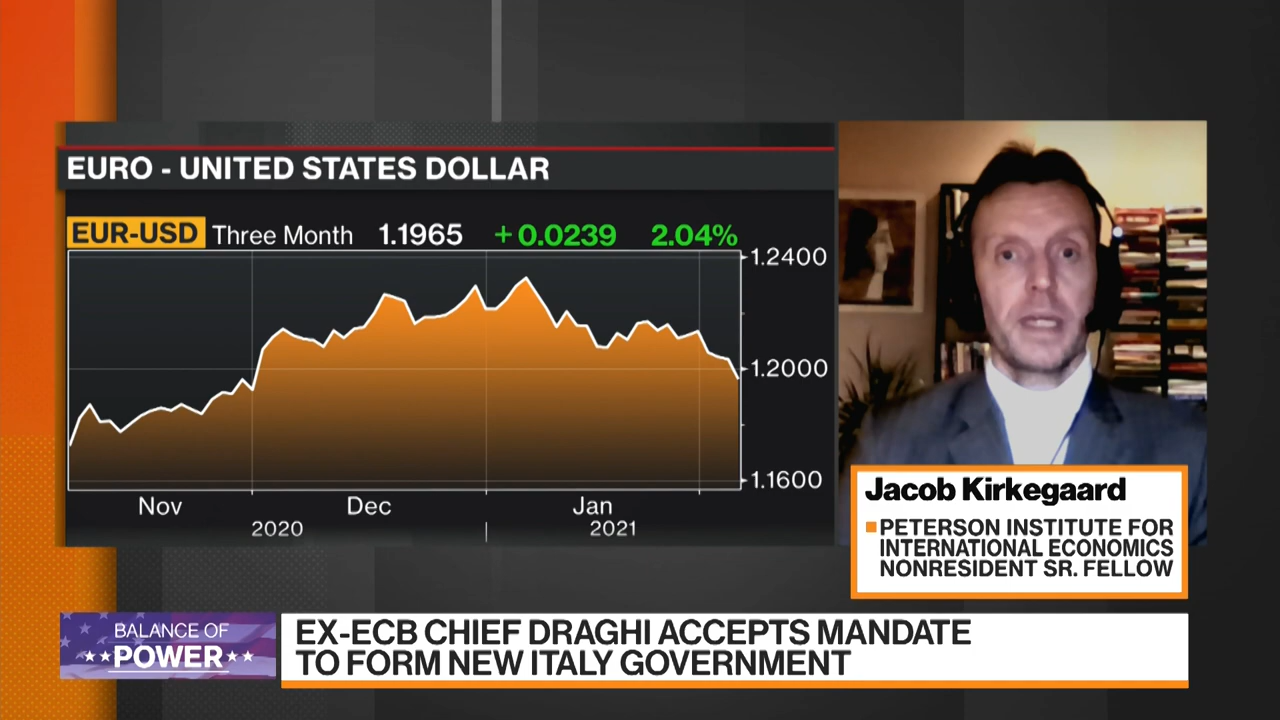 EURO - UNITED STATES DOLLAR
EUR-USD Three Month 1.1965 +0.0239 2.04%
1.2400
1.2000
1.1600
Nov Dec Jan
2020 2021
Jacob Kirkegaard
PETERSON INSTITUTE FOR
INTERNATIONAL ECONOMICS
NONRESIDENT SR. FELLOW
BALANCE OF
POWER
EX-ECB CHIEF DRAGHI ACCEPTS MANDATE
TO FORM NEW ITALY GOVERNMENT